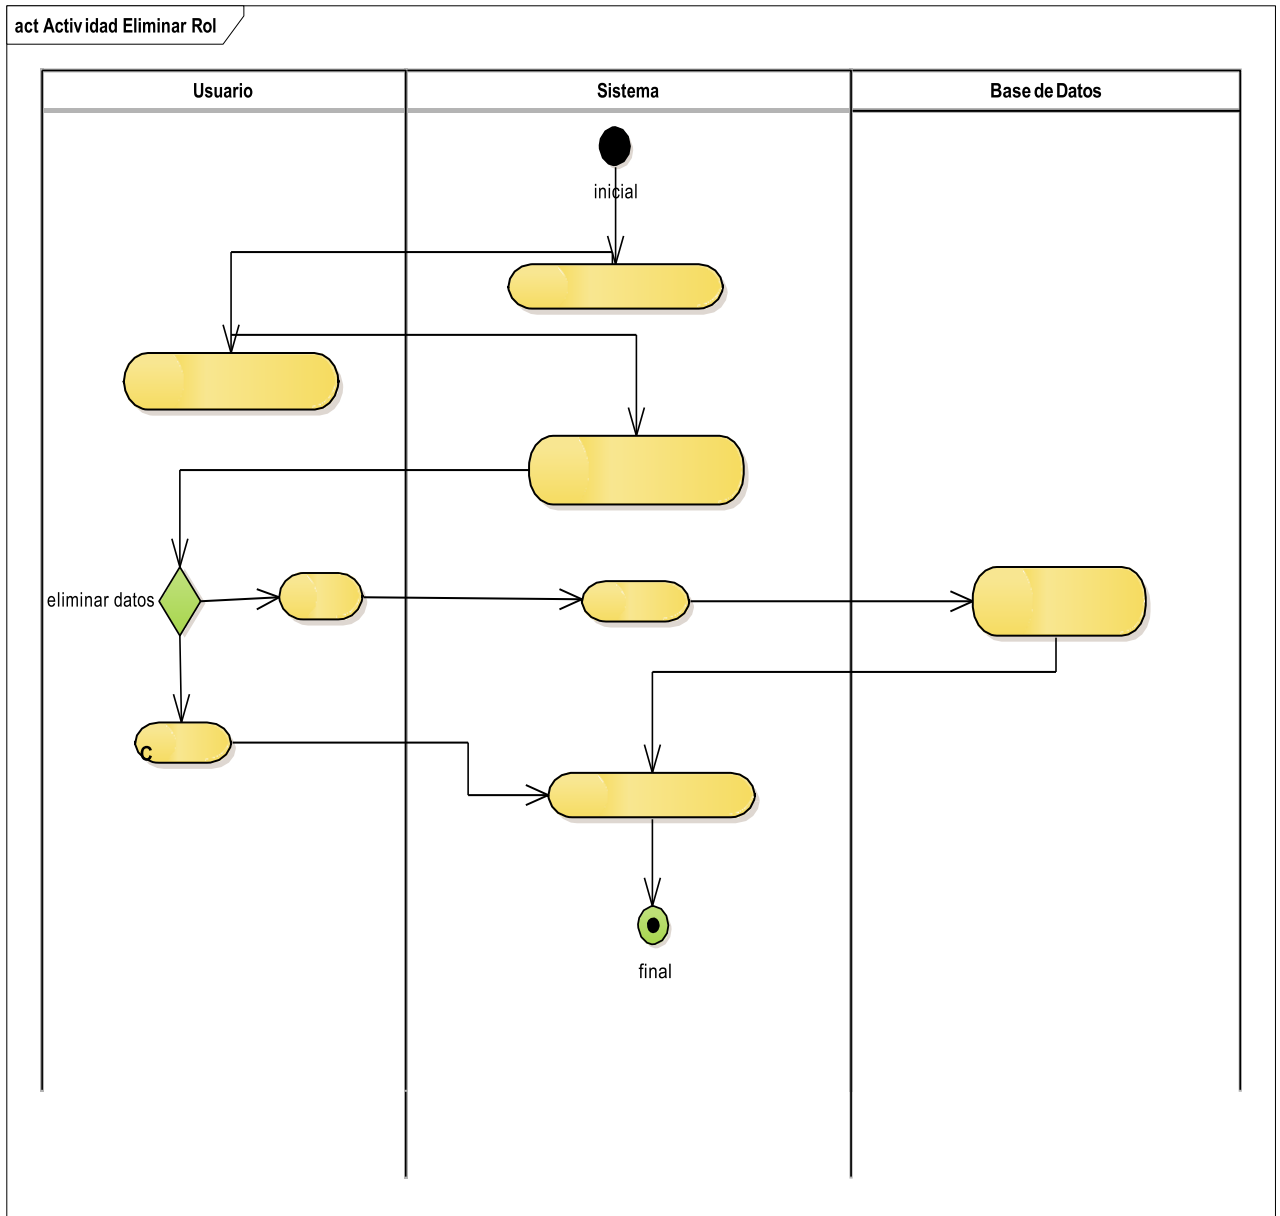 act Actividad Eliminar Rol
Usuario
Sistema
Base de Datos
inicial
eliminar datos
C
final